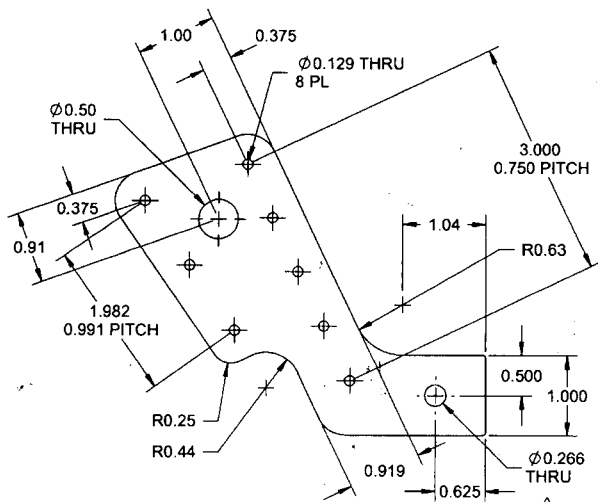 1.00
0.375
Ø0.129 THRU
8 PL
Ø0.50
THRU
3.000
0.750 PITCH
0.375
1.04
0.91
R0.63
1.982
0.991 PITCH
0.500
1.000
R0.25
R0.44
Ø0.266
THRU
0.919
0.625